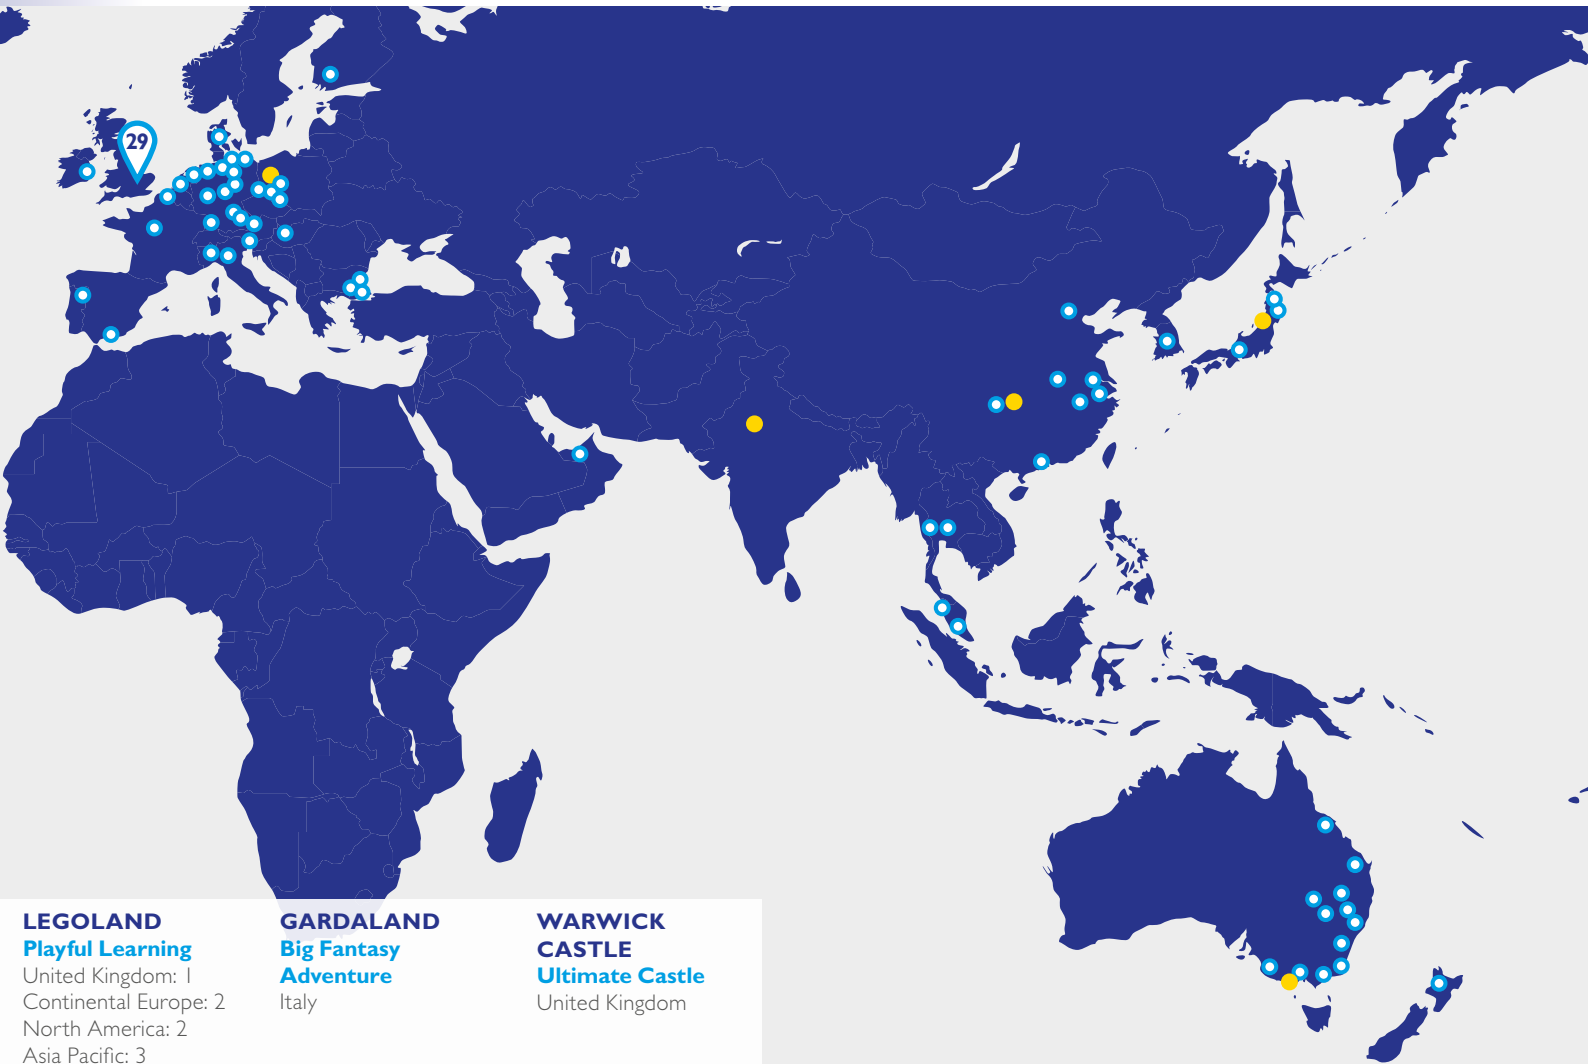 29
LEGOLAND
Playful Learning
United Kingdom: 1
Continental Europe: 2
North America: 2
Asia Pacific: 3
GARDALAND
Big Fantasy
Adventure
Italy
WARWICK
CASTLE
Ultimate Castle
United Kingdom